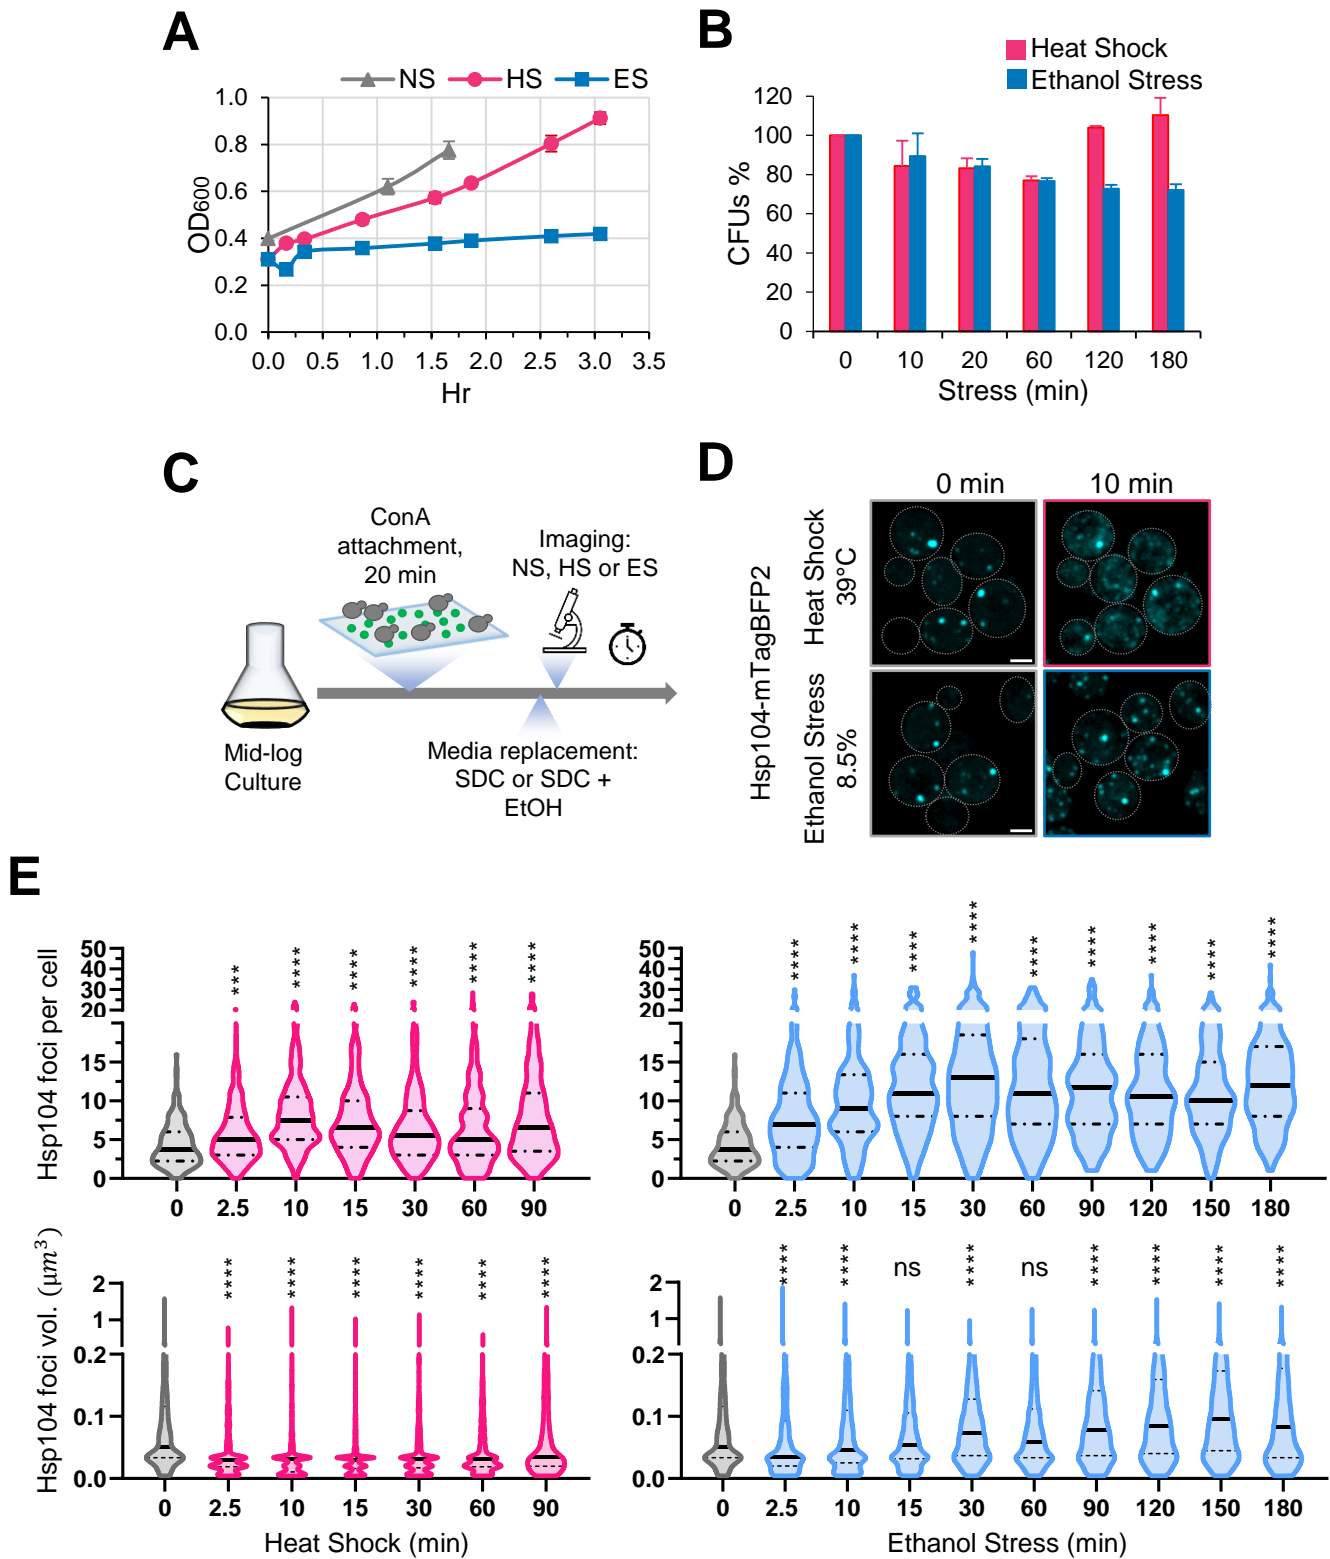 A
NS HS ES
1.0
0.8
0.6
0.4
0.2
0.0
OD600
0.0 0.5 1.0 1.5 2.0 2.5 3.0 3.5
Hr
B
Heat Shock
Ethanol Stress
120
100
80
60
40
20
0
CFUs %
0 10 20 60 120 180
Stress (min)
C
ConA
attachment,
20 min
Imaging:
NS, HS or ES
Mid-log
Culture
Media replacement:
SDC or SDC +
EtOH
D
0 min 10 min
Hsp104-mTagBFP2
Heat Shock
39°C
Ethanol Stress
8.5%
E
Hsp104 foci per cell
50
40
30
20
15
10
5
0
*** **** **** **** **** ****
0 2.5 10 15 30 60 90
50
40
30
20
15
10
5
0
**** **** **** **** **** **** **** **** ****
0 2.5 10 15 30 60 90 120 150 180
Hsp104 foci vol. (µm³)
2
1
0.2
0.1
0.0
**** **** **** **** **** ****
0 2.5 10 15 30 60 90
Heat Shock (min)
2
1
0.2
0.1
0.0
**** **** ns **** ns **** **** **** ****
0 2.5 10 15 30 60 90 120 150 180
Ethanol Stress (min)